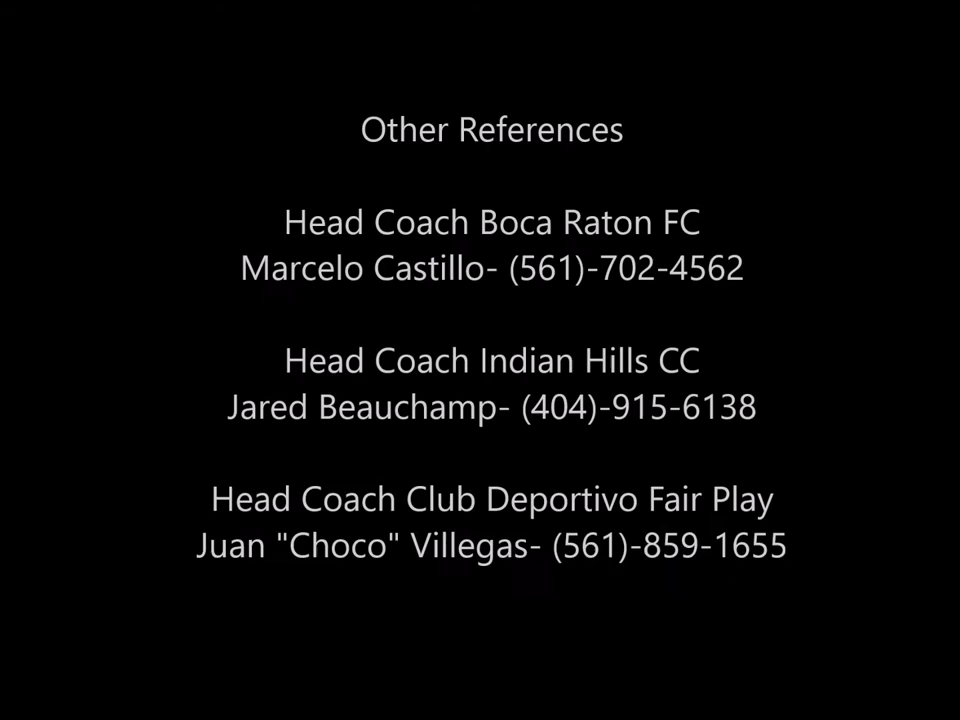 Other References
Head Coach Boca Raton FC
Marcelo Castillo- (561)-702-4562
Head Coach Indian Hills CC
Jared Beauchamp- (404)-915-6138
Head Coach Club Deportivo Fair Play
Juan "Choco" Villegas- (561)-859-1655